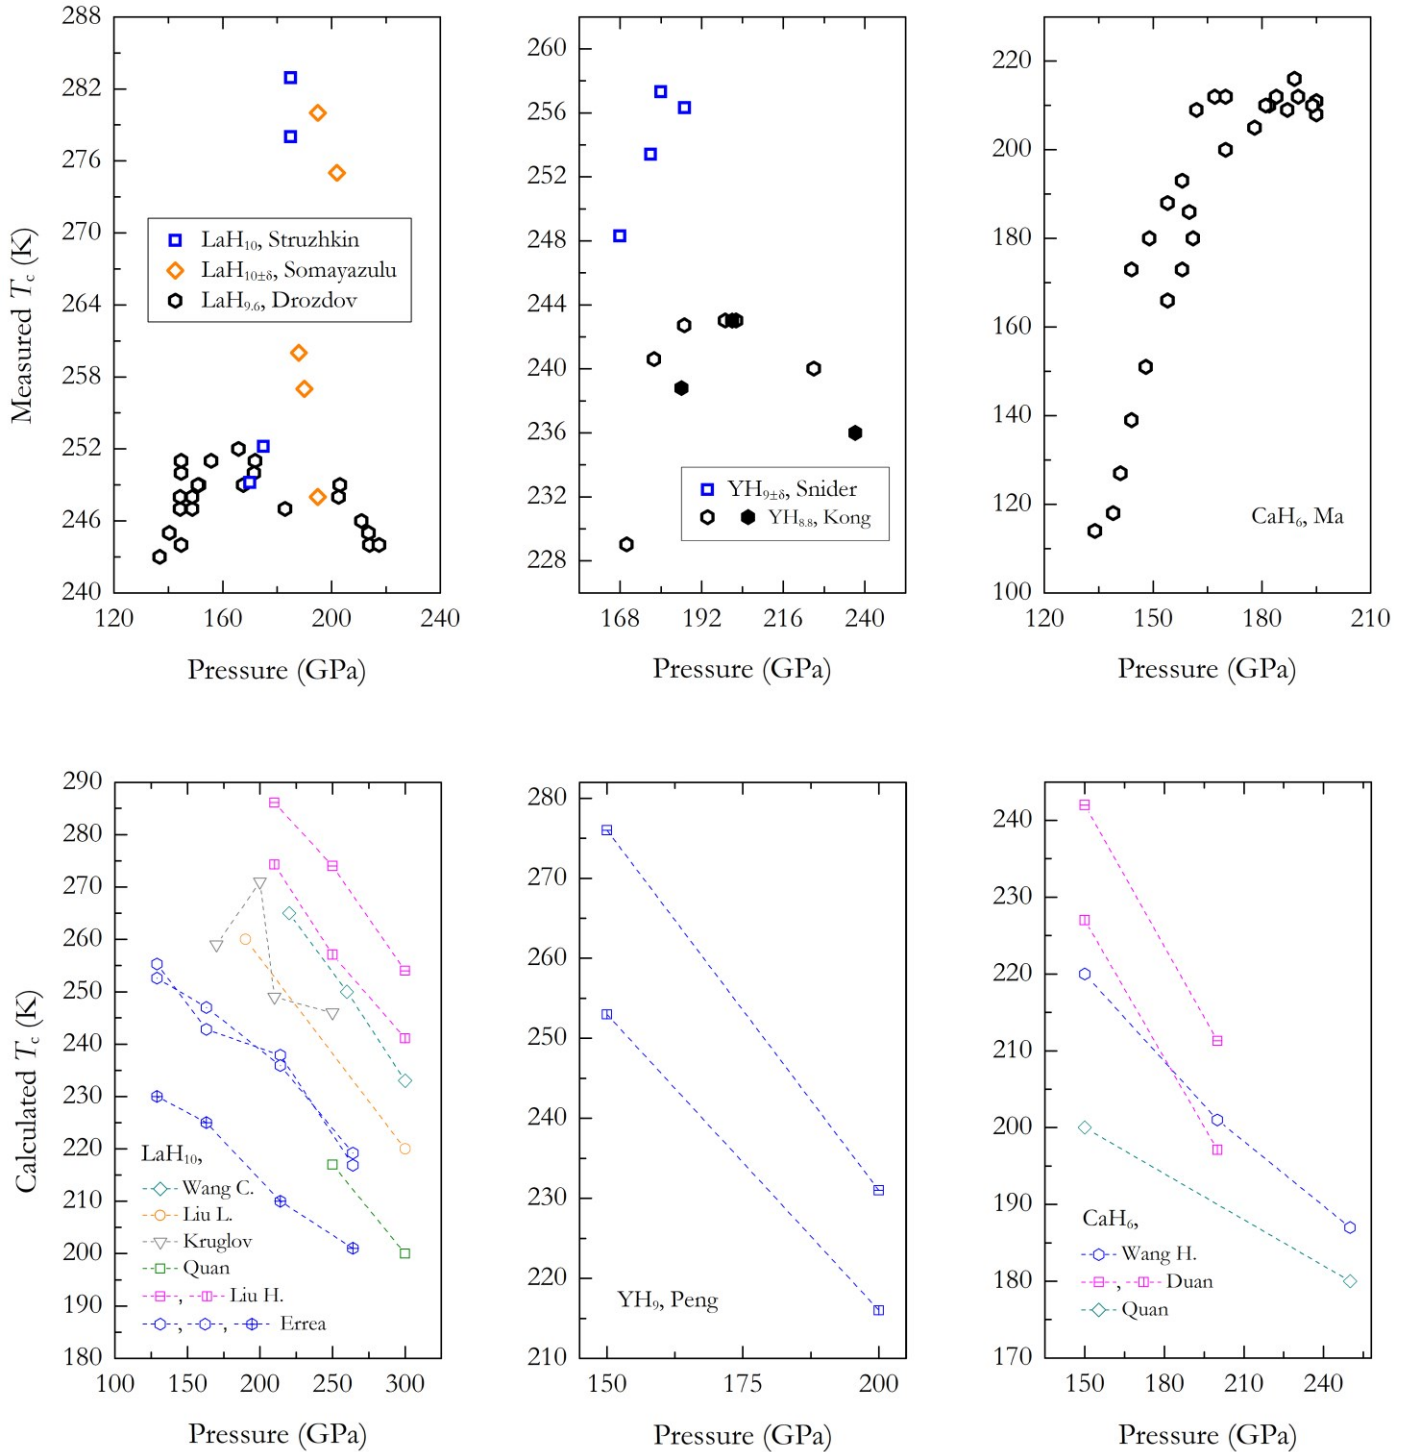 Measured Tc (K)
288
282
276
270
264
258
252
246
240
120
160
200
240
Pressure (GPa)
LaH10, Struzhkin
LaH10±δ, Somayazulu
LaH9.6, Drozdov
260
256
252
248
244
240
236
232
228
168
192
216
240
Pressure (GPa)
YH9±δ, Snider
YH8.8, Kong
220
200
180
160
140
120
100
120
150
180
210
Pressure (GPa)
CaH6, Ma
Calculated Tc (K)
290
280
270
260
250
240
230
220
210
200
190
180
100
150
200
250
300
Pressure (GPa)
LaH10,
Wang C.
Liu L.
Kruglov
Quan
, Liu H.
, , Errea
280
270
260
250
240
230
220
210
150
175
200
Pressure (GPa)
YH9, Peng
240
230
220
210
200
190
180
170
150
180
210
240
Pressure (GPa)
CaH6,
Wang H.
, Duan
Quan